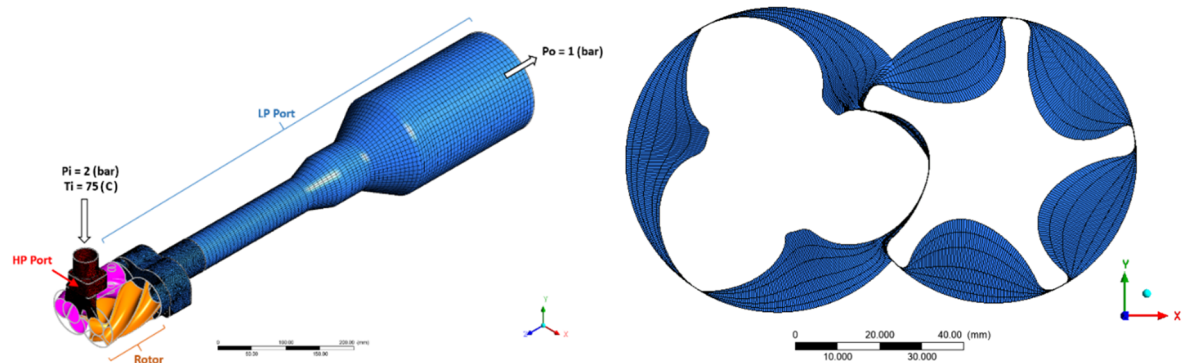 Po = 1 (bar)
LP Port
Pi = 2 (bar)
Ti = 75 (C)
HP Port
Rotor
0.00
100.00
200.00 (mm)
50.00
150.00
Y
X
Z
0
20.000
40.00 (mm)
10.000
30.000
Y
X